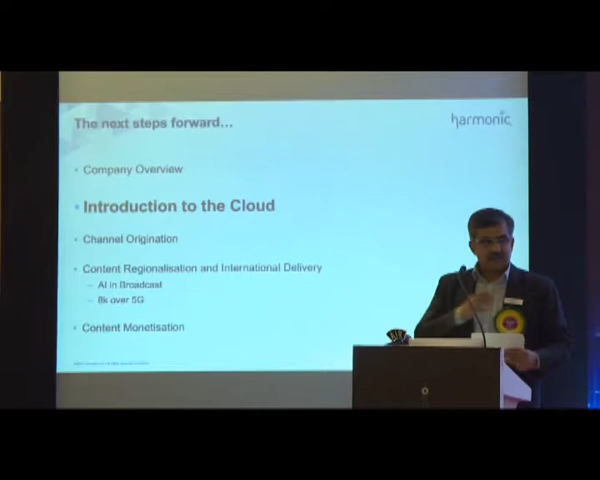 The next steps forward...
harmonic
• Company Overview
• Introduction to the Cloud
• Channel Origination
• Content Regionalisation and International Delivery
– AI in Broadcast
– 8k over 5G
• Content Monetisation